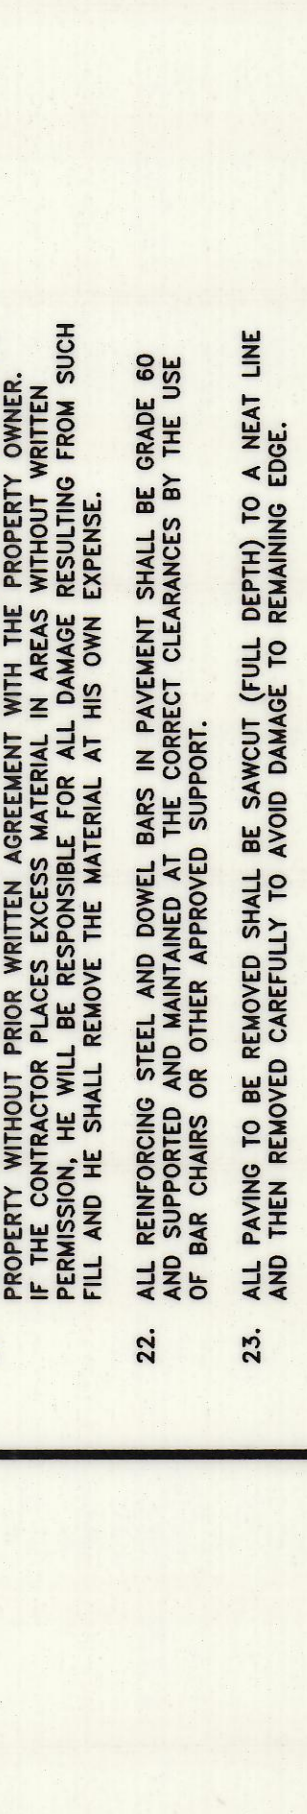 PROPERTY WITHOUT PRIOR WRITTEN AGREEMENT WITH THE PROPERTY OWNER.
IF THE CONTRACTOR PLACES EXCESS MATERIAL IN AREAS WITHOUT WRITTEN
PERMISSION, HE WILL BE RESPONSIBLE FOR ALL DAMAGE RESULTING FROM SUCH
FILL AND HE SHALL REMOVE THE MATERIAL AT HIS OWN EXPENSE.
22. ALL REINFORCING STEEL AND DOWEL BARS IN PAVEMENT SHALL BE GRADE 60
AND SUPPORTED AND MAINTAINED AT THE CORRECT CLEARANCES BY THE USE
OF BAR CHAIRS OR OTHER APPROVED SUPPORT.
23. ALL PAVING TO BE REMOVED SHALL BE SAWCUT (FULL DEPTH) TO A NEAT LINE
AND THEN REMOVED CAREFULLY TO AVOID DAMAGE TO REMAINING EDGE.